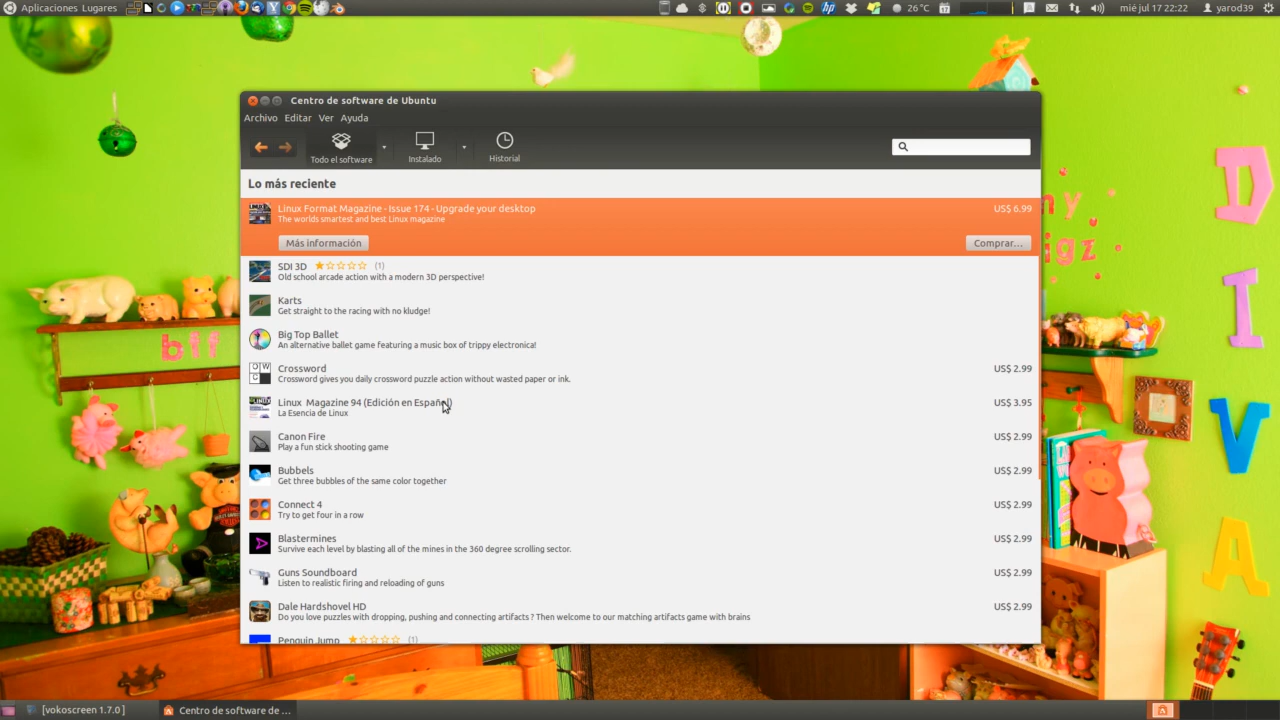 Aplicaciones Lugares
26°C
mié jul 17 22:22
yarod39
Centro de software de Ubuntu
Archivo Editar Ver Ayuda
Todo el software
Instalado
Historial
Lo más reciente
Linux Format Magazine - Issue 174 - Upgrade your desktop
US$ 6.99
The worlds smartest and best Linux magazine
Más información
Comprar…
SDI 3D (1)
Old school arcade action with a modern 3D perspective!
Karts
Get straight to the racing with no kludge!
Big Top Ballet
An alternative ballet game featuring a music box of trippy electronica!
Crossword
US$ 2.99
Crossword gives you daily crossword puzzle action without wasted paper or ink.
Linux Magazine 94 (Edición en Español)
US$ 3.95
La Esencia de Linux
Canon Fire
US$ 2.99
Play a fun stick shooting game
Bubbels
US$ 2.99
Get three bubbles of the same color together
Connect 4
US$ 2.99
Try to get four in a row
Blastermines
US$ 2.99
Survive each level by blasting all of the mines in the 360 degree scrolling sector.
Guns Soundboard
US$ 2.99
Listen to realistic firing and reloading of guns
Dale Hardshovel HD
US$ 2.99
Do you love puzzles with dropping, pushing and connecting artifacts ? Then welcome to our matching artifacts game with brains
Penguin Jump (1)
D
I
V
A
[vokoscreen 1.7.0 ]
Centro de software de ...